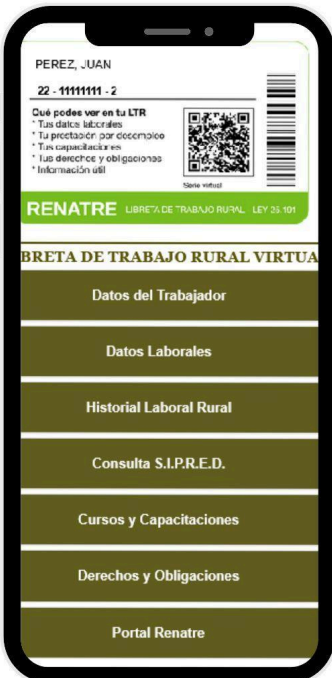 PEREZ, JUAN
22 - 11111111 - 2
Qué podes ver en tu LTR
* Tus datos laborales
* Tu prestación por desempleo
* Tus capacitaciones
* Tus derechos y obligaciones
* Información útil
Serie virtual
RENATRE LIBRETA DE TRABAJO RURAL - LEY 25.191
BRETA DE TRABAJO RURAL VIRTUA
Datos del Trabajador
Datos Laborales
Historial Laboral Rural
Consulta S.I.P.R.E.D.
Cursos y Capacitaciones
Derechos y Obligaciones
Portal Renatre